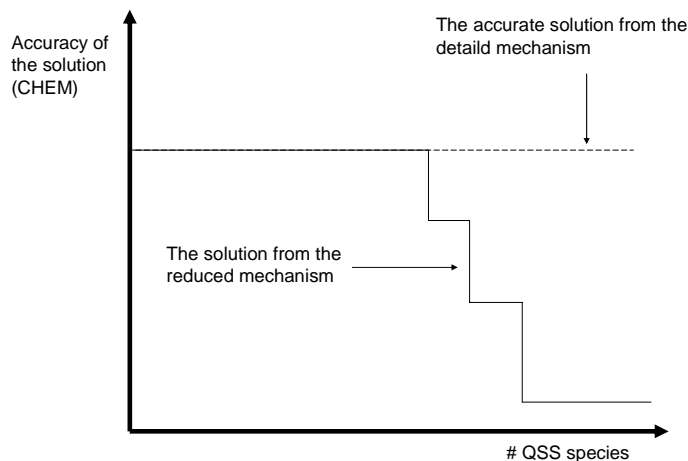 The accurate solution from the
detaild mechanism
Accuracy of
the solution
(CHEM)
The solution from the
reduced mechanism
# QSS species